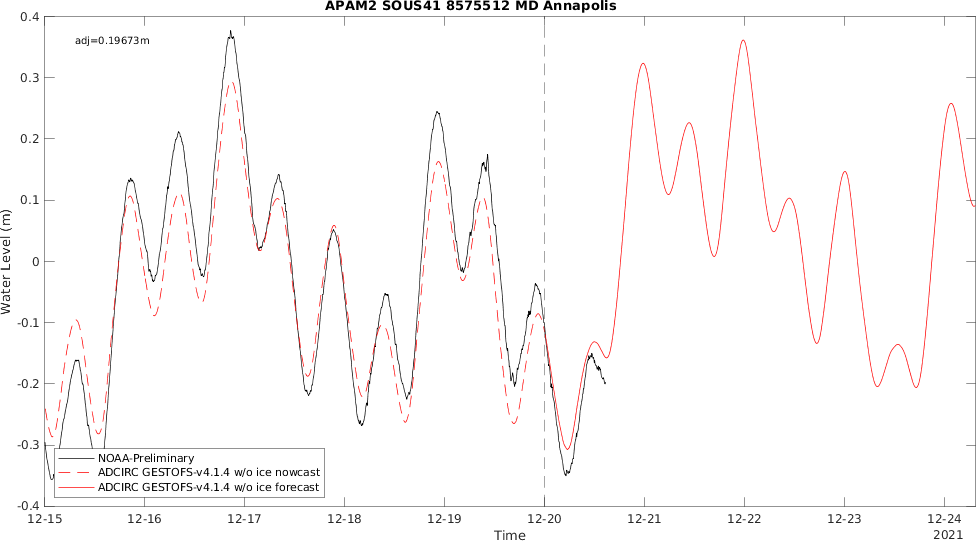 APAM2 SOUS41 8575512 MD Annapolis
adj=0.19673m
0.4
0.3
0.2
0.1
0
-0.1
-0.2
-0.3
-0.4
Water Level (m)
NOAA-Preliminary
ADCIRC GESTOFS-v4.1.4 w/o ice nowcast
ADCIRC GESTOFS-v4.1.4 w/o ice forecast
12-15 12-16 12-17 12-18 12-19 12-20 12-21 12-22 12-23 12-24
Time
2021